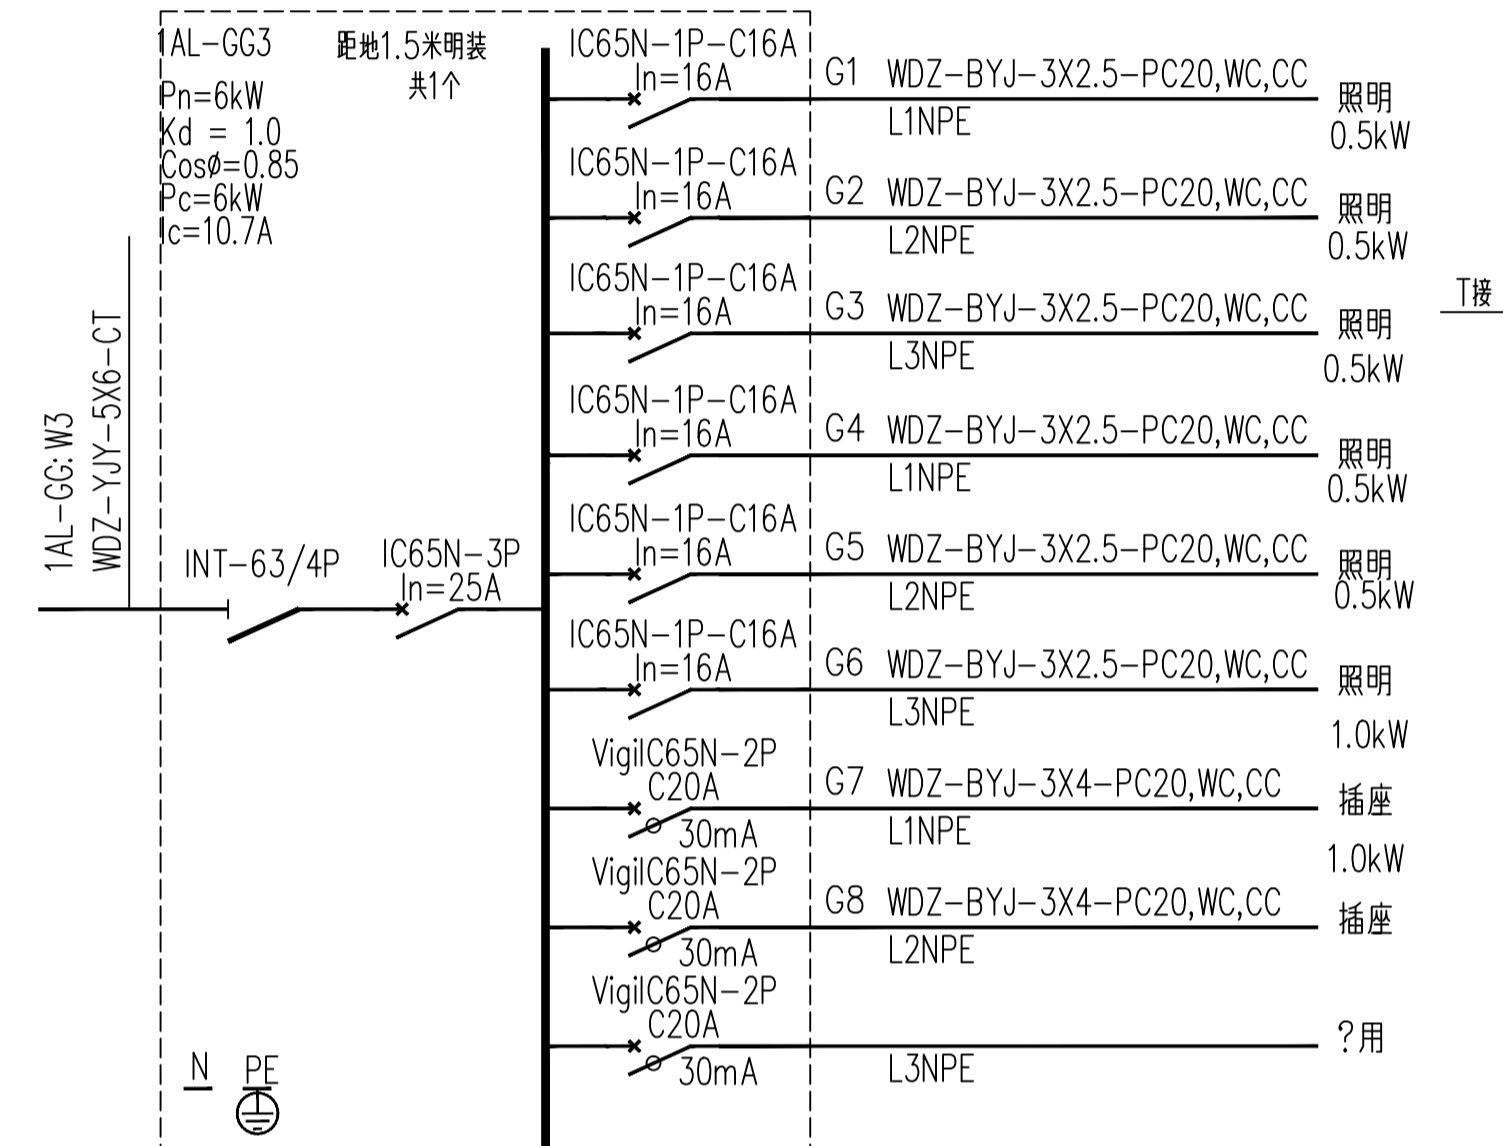 1AL-GG3
距地1.5米明装
共1个
Pn=6kW
Kd = 1.0
Cosø=0.85
Pc=6kW
Ic=10.7A
1AL-GG:W3
WDZ-YJY-5X6-CT
INT-63/4P
IC65N-3P
In=25A
IC65N-1P-C16A
In=16A
G1 WDZ-BYJ-3X2.5-PC20,WC,CC
L1NPE
照明
0.5kW
IC65N-1P-C16A
In=16A
G2 WDZ-BYJ-3X2.5-PC20,WC,CC
L2NPE
照明
0.5kW
IC65N-1P-C16A
In=16A
G3 WDZ-BYJ-3X2.5-PC20,WC,CC
L3NPE
照明
0.5kW
T接
IC65N-1P-C16A
In=16A
G4 WDZ-BYJ-3X2.5-PC20,WC,CC
L1NPE
照明
0.5kW
IC65N-1P-C16A
In=16A
G5 WDZ-BYJ-3X2.5-PC20,WC,CC
L2NPE
照明
0.5kW
IC65N-1P-C16A
In=16A
G6 WDZ-BYJ-3X2.5-PC20,WC,CC
L3NPE
照明
1.0kW
VigiIC65N-2P
C20A
30mA
G7 WDZ-BYJ-3X4-PC20,WC,CC
L1NPE
插座
1.0kW
VigiIC65N-2P
C20A
30mA
G8 WDZ-BYJ-3X4-PC20,WC,CC
L2NPE
插座
VigiIC65N-2P
C20A
30mA
L3NPE
?用
N
PE